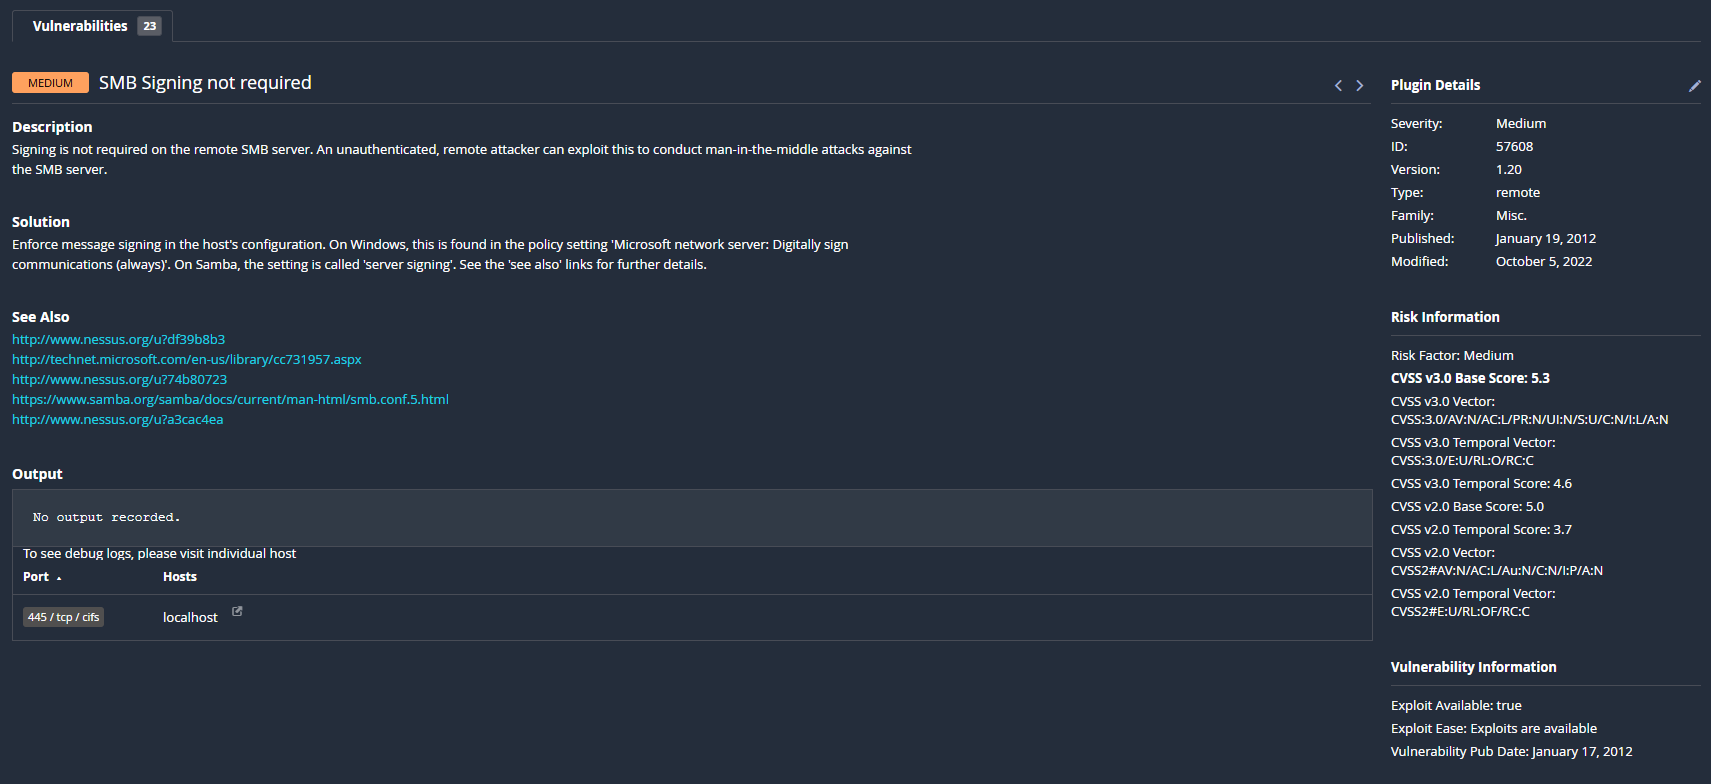 Vulnerabilities 23
MEDIUM SMB Signing not required
Description
Signing is not required on the remote SMB server. An unauthenticated, remote attacker can exploit this to conduct man-in-the-middle attacks against
the SMB server.
Solution
Enforce message signing in the host's configuration. On Windows, this is found in the policy setting 'Microsoft network server: Digitally sign
communications (always)'. On Samba, the setting is called 'server signing'. See the 'see also' links for further details.
See Also
http://www.nessus.org/u?df39b8b3
http://technet.microsoft.com/en-us/library/cc731957.aspx
http://www.nessus.org/u?74b80723
https://www.samba.org/samba/docs/current/man-html/smb.conf.5.html
http://www.nessus.org/u?a3cac4ea
Output
No output recorded.
To see debug logs, please visit individual host
Port Hosts
445 / tcp / cifs localhost
Plugin Details
Severity: Medium
ID: 57608
Version: 1.20
Type: remote
Family: Misc.
Published: January 19, 2012
Modified: October 5, 2022
Risk Information
Risk Factor: Medium
CVSS v3.0 Base Score: 5.3
CVSS v3.0 Vector:
CVSS:3.0/AV:N/AC:L/PR:N/UI:N/S:U/C:N/I:L/A:N
CVSS v3.0 Temporal Vector:
CVSS:3.0/E:U/RL:O/RC:C
CVSS v3.0 Temporal Score: 4.6
CVSS v2.0 Base Score: 5.0
CVSS v2.0 Temporal Score: 3.7
CVSS v2.0 Vector:
CVSS2#AV:N/AC:L/Au:N/C:N/I:P/A:N
CVSS v2.0 Temporal Vector:
CVSS2#E:U/RL:OF/RC:C
Vulnerability Information
Exploit Available: true
Exploit Ease: Exploits are available
Vulnerability Pub Date: January 17, 2012